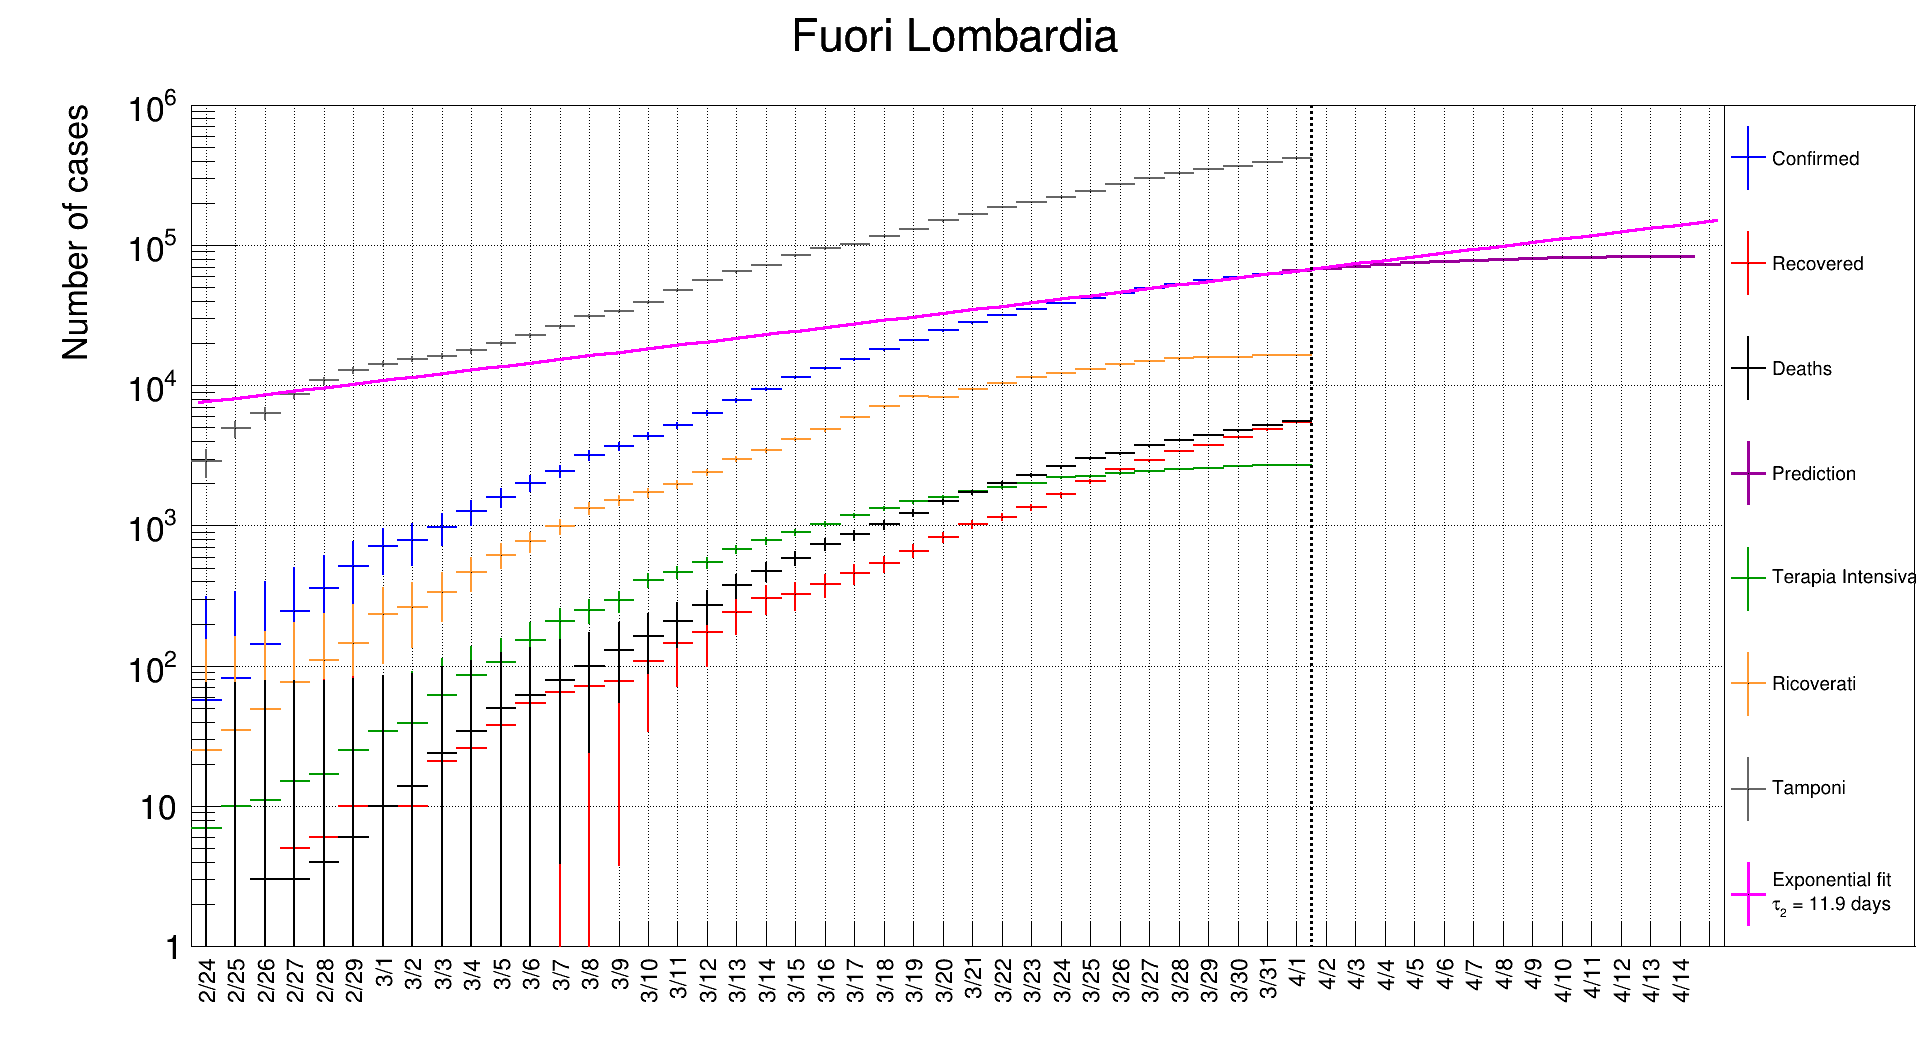 Fuori Lombardia
Number of cases
10^6
10^5
10^4
10^3
10^2
10
1
2/24 2/25 2/26 2/27 2/28 2/29 3/1 3/2 3/3 3/4 3/5 3/6 3/7 3/8 3/9 3/10 3/11 3/12 3/13 3/14 3/15 3/16 3/17 3/18 3/19 3/20 3/21 3/22 3/23 3/24 3/25 3/26 3/27 3/28 3/29 3/30 3/31 4/1 4/2 4/3 4/4 4/5 4/6 4/7 4/8 4/9 4/10 4/11 4/12 4/13 4/14
Confirmed
Recovered
Deaths
Prediction
Terapia Intensiva
Ricoverati
Tamponi
Exponential fit
τ_2 = 11.9 days